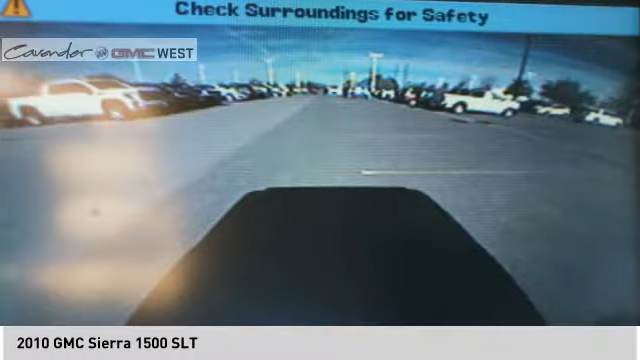 Check Surroundings for Safety
Cavender GMC WEST
2010 GMC Sierra 1500 SLT